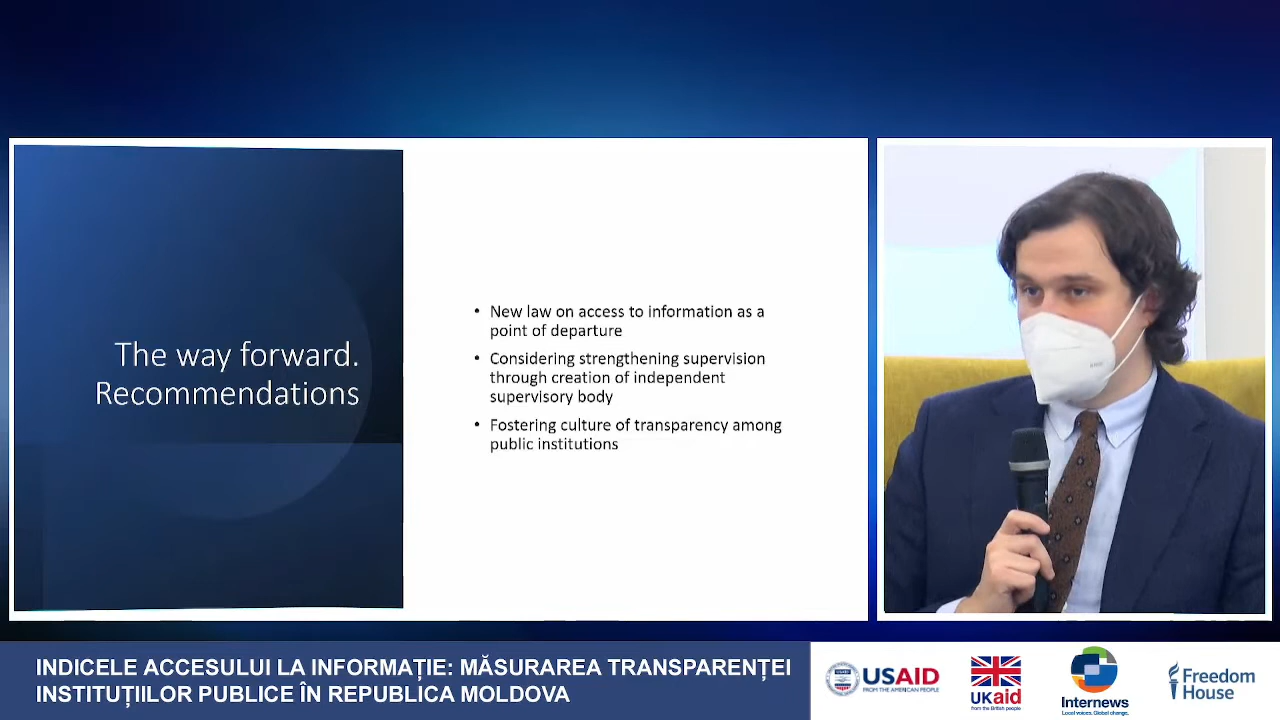 The way forward.
Recommendations
• New law on access to information as a
point of departure
• Considering strengthening supervision
through creation of independent
supervisory body
• Fostering culture of transparency among
public institutions
INDICELE ACCESULUI LA INFORMAȚIE: MĂSURAREA TRANSPARENȚEI
INSTITUȚIILOR PUBLICE ÎN REPUBLICA MOLDOVA
USAID
FROM THE AMERICAN PEOPLE
UKaid
from the British people
Internews
Local voices. Global change.
Freedom
House